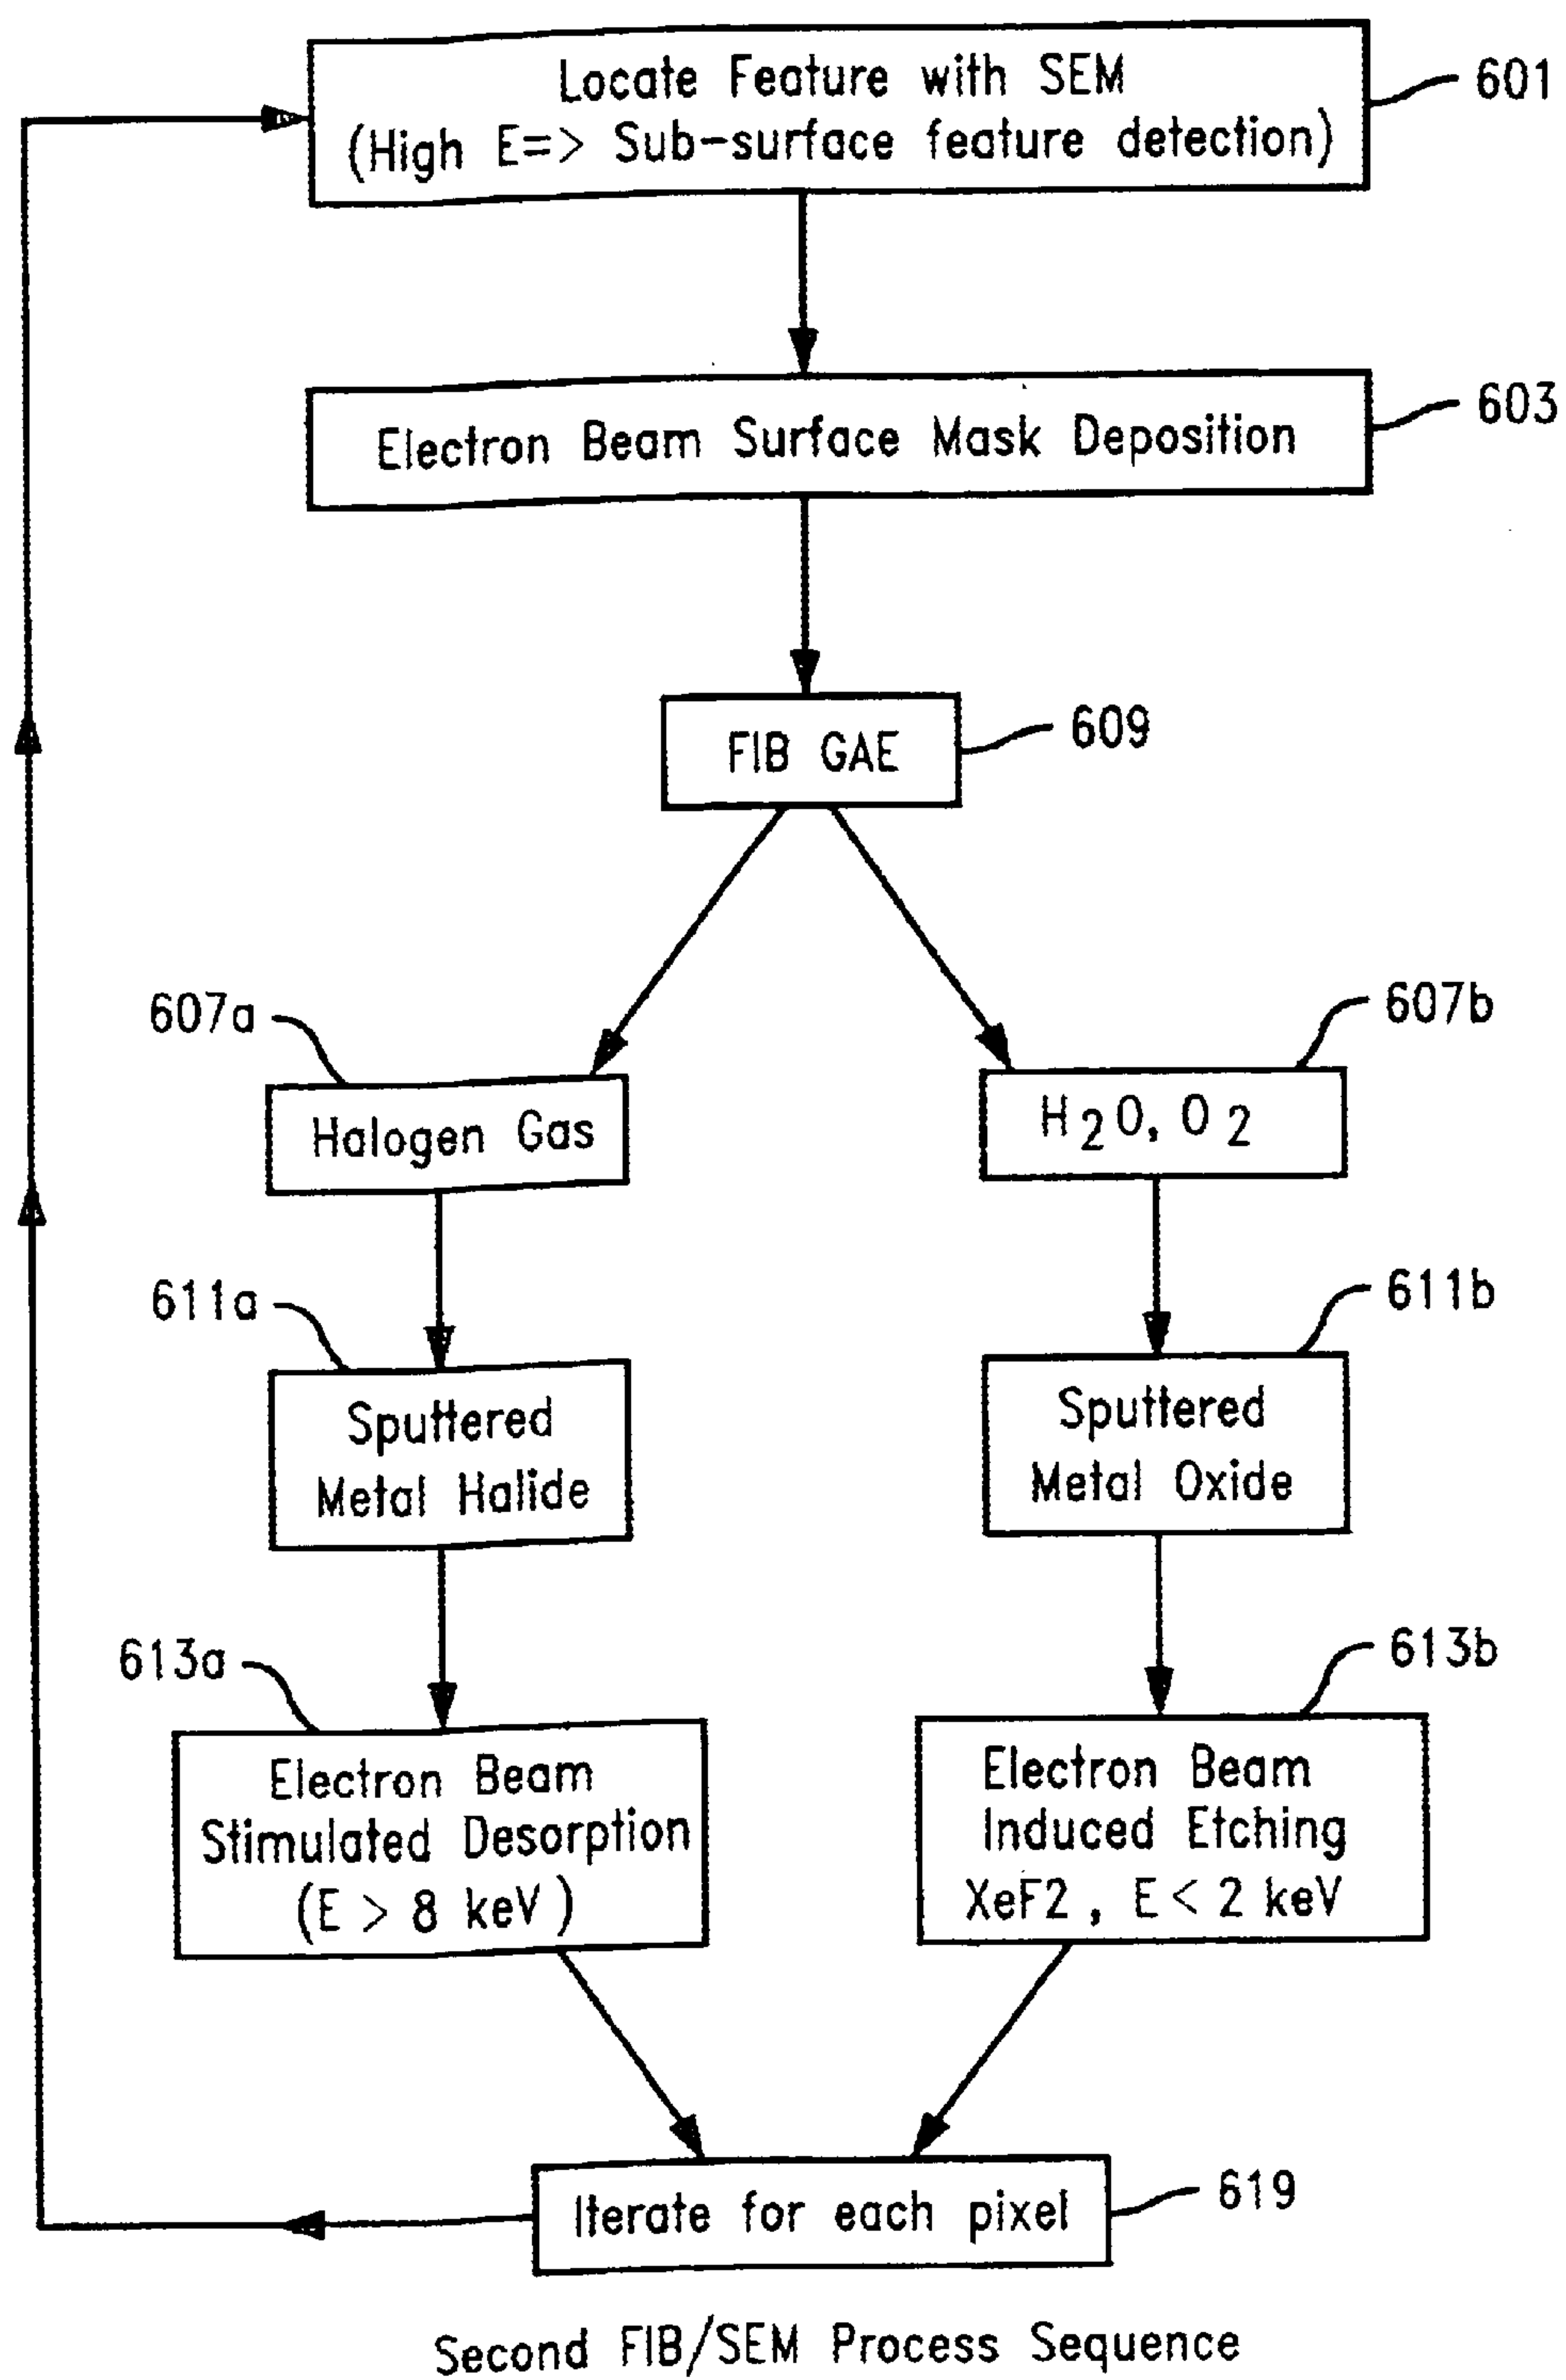 Locate Feature with SEM
(High E=> Sub-surface feature detection)
601
Electron Beam Surface Mask Deposition
603
FIB GAE
609
607a
Halogen Gas
607b
H2O, O2
611a
Sputtered
Metal Halide
611b
Sputtered
Metal Oxide
613a
Electron Beam
Stimulated Desorption
(E > 8 keV)
613b
Electron Beam
Induced Etching
XeF2, E < 2 keV
Iterate for each pixel
619
Second FIB/SEM Process Sequence